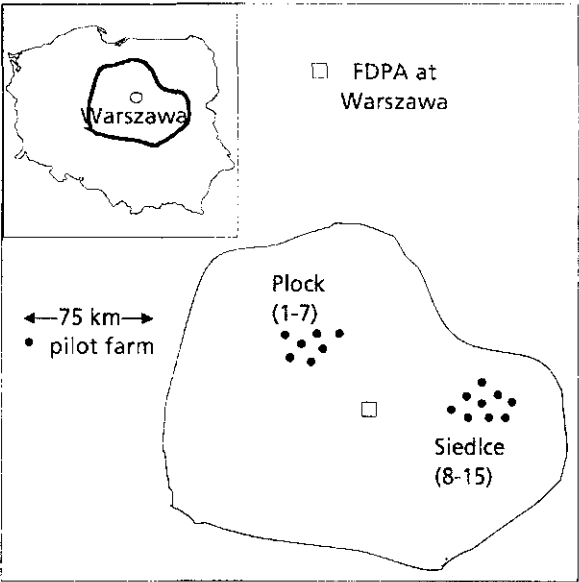 Warszawa
FDPA at
Warszawa
Plock
(1-7)
75 km
pilot farm
Siedlce
(8-15)